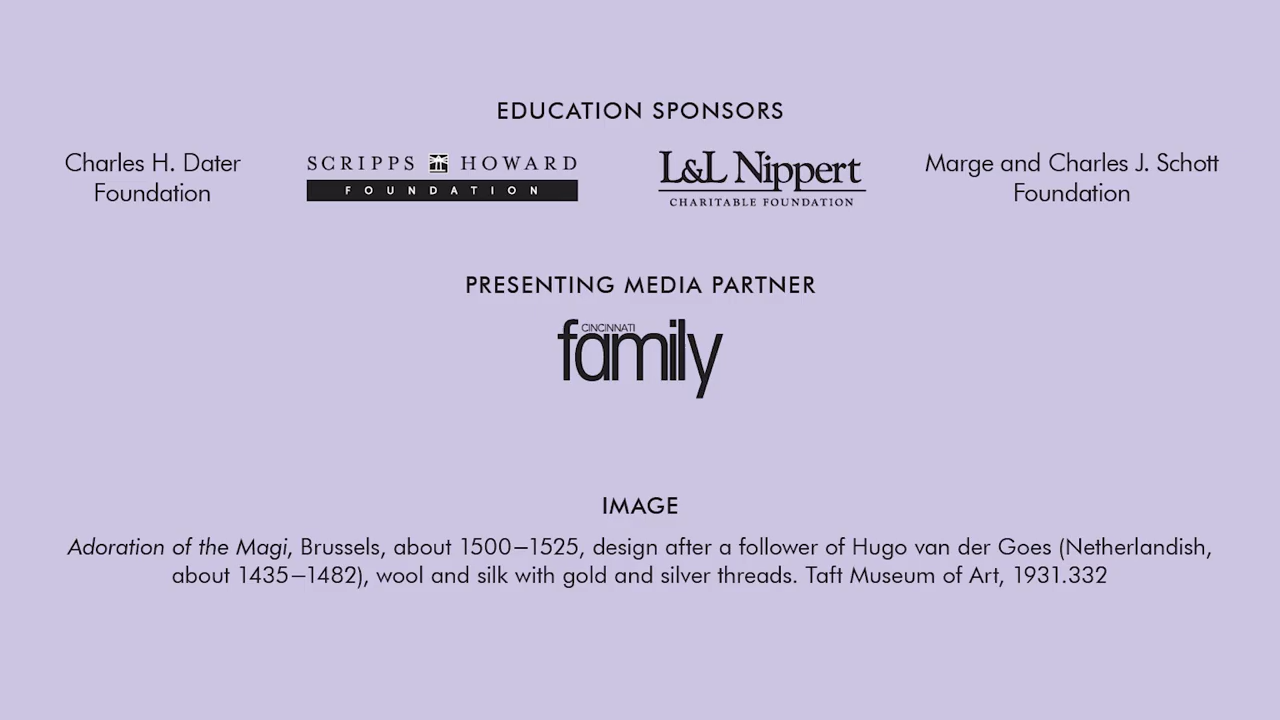 EDUCATION SPONSORS
Charles H. Dater
Foundation
SCRIPPS HOWARD
FOUNDATION
L&L Nippert
CHARITABLE FOUNDATION
Marge and Charles J. Schott
Foundation
PRESENTING MEDIA PARTNER
CINCINNATI
family
IMAGE
Adoration of the Magi, Brussels, about 1500–1525, design after a follower of Hugo van der Goes (Netherlandish,
about 1435–1482), wool and silk with gold and silver threads. Taft Museum of Art, 1931.332